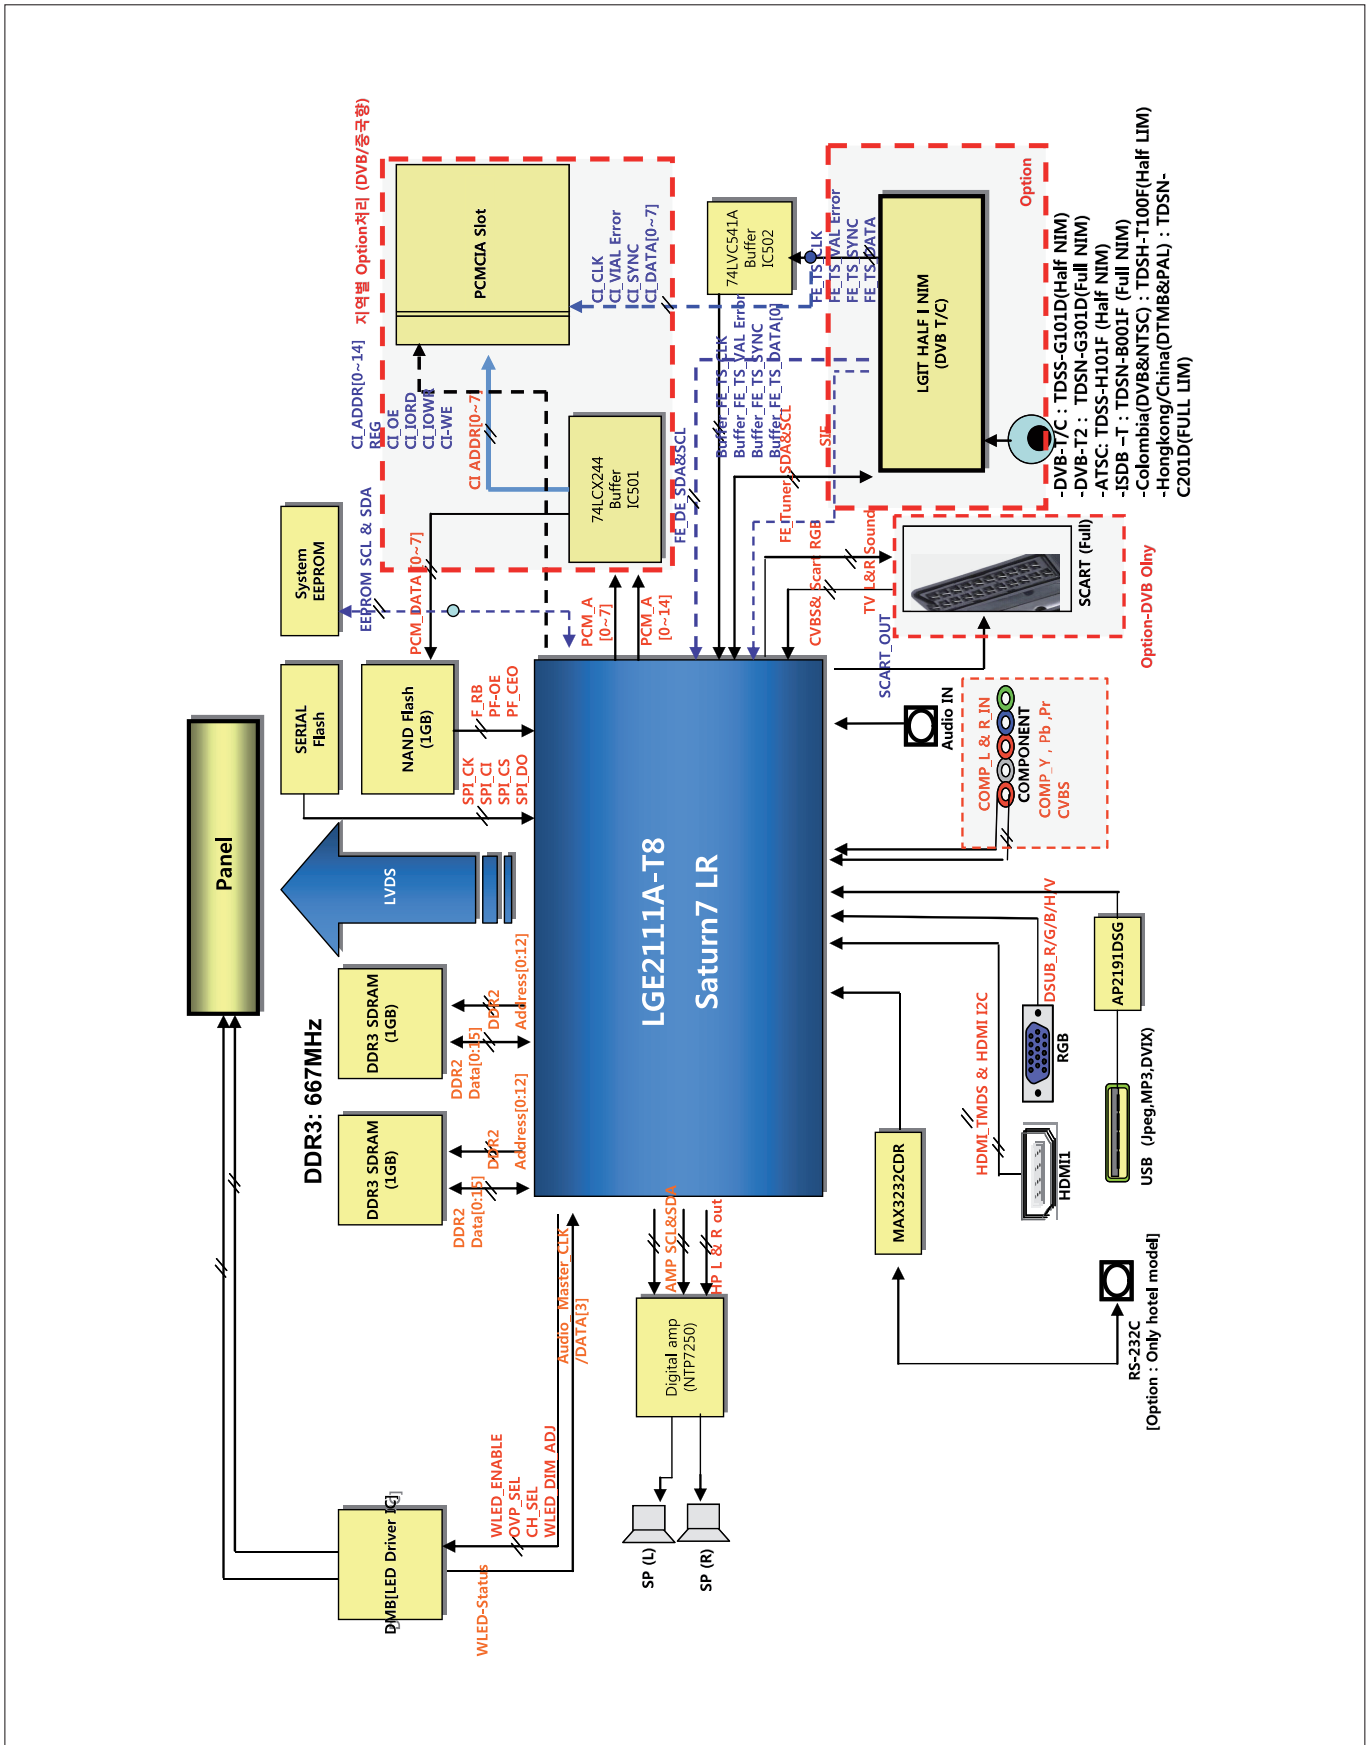 지역별 Option처리 (DVB/중국향)
PCMCIA Slot
CI_ADDR[0~14]
REG
CI_OE
CI_IORD
CI_IOWR
CI-WE
CI_CLK
CI_VIAL Error
CI_SYNC
CI_DATA[0~7]
CI ADDR[0~7]
74LCX244
Buffer
IC501
74LVC541A
Buffer
IC502
FE_TS_CLK
FE_TS_VAL Error
FE_TS_SYNC
FE_TS_DATA
Option
LGIT HALF I NIM
(DVB T/C)
Buffer_FE_TS_CLK
Buffer_FE_TS_VAL Error
Buffer_FE_TS_SYNC
Buffer_FE_TS_DATA[0]
-DVB-T/C : TDSS-G101D(Half NIM)
-DVB-T2 : TDSN-G301D(Full NIM)
-ATSC: TDSS-H101F (Half NIM)
-ISDB –T : TDSN-B001F (Full NIM)
-Colombia(DVB&NTSC) : TDSH-T100F(Half LIM)
-Hongkong/China(DTMB&PAL) : TDSN-
C201D(FULL LIM)
System
EEPROM
EEPROM SCL & SDA
PCM_DATA[0~7]
PCM_A
[0~7]
PCM_A
[0~14]
FE_DE_SDA&SCL
FE_Tuner_SDA&SCL
SIF
CVBS& Scart RGB
TV L&R Sound
SCART_OUT
SCART (Full)
Option-DVB Olny
SERIAL
Flash
NAND Flash
(1GB)
F_RB
PF-OE
PF_CEO
SPI_CK
SPI_CI
SPI_CS
SPI_DO
Audio IN
COMP_L & R_IN
COMPONENT
COMP_Y , Pb ,Pr
CVBS
Panel
LVDS
LGE2111A-T8
Saturn7 LR
DDR3: 667MHz
DDR3 SDRAM
(1GB)
DDR2
Data[0:15]
DDR2
Address[0:12]
DDR3 SDRAM
(1GB)
DDR2
Data[0:15]
DDR2
Address[0:12]
DSUB_R/G/B/H/V
RGB
AP2191DSG
USB (Jpeg,MP3,DVIX)
HDMI_TMDS & HDMI I2C
HDMI1
MAX3232CDR
RS-232C
[Option : Only hotel model]
Audio_ Master_CLK
/DATA[3]
AMP SCL&SDA
HP L & R out
Digital amp
(NTP7250)
SP (L)
SP (R)
DMB[LED Driver IC]
WLED_ENABLE
OVP_SEL
CH_SEL
WLED_DIM_ADJ
WLED-Status